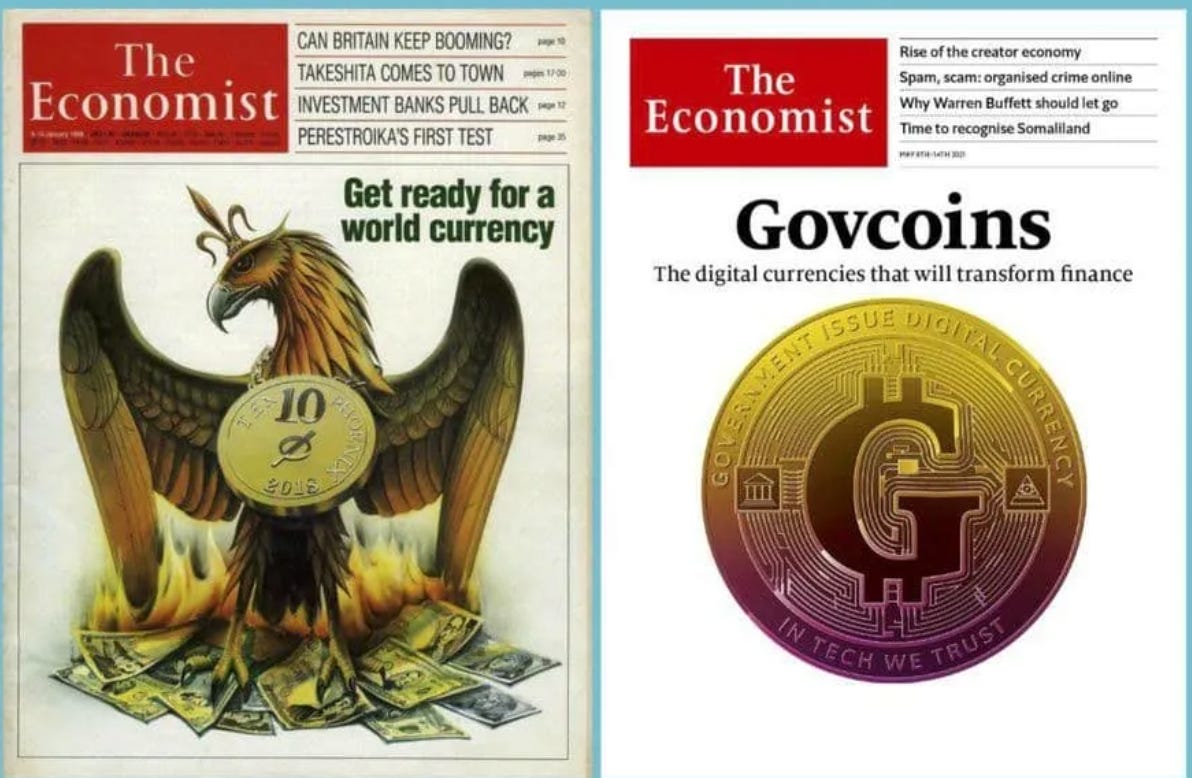 The
Economist
CAN BRITAIN KEEP BOOMING? page 10
TAKESHITA COMES TO TOWN pages 17-20
INVESTMENT BANKS PULL BACK page 12
PERESTROIKA'S FIRST TEST page 35
Get ready for a
world currency
TEN 10 PHOENIX
2018
The
Economist
Rise of the creator economy
Spam, scam: organised crime online
Why Warren Buffett should let go
Time to recognise Somaliland
MAY 8TH-14TH 2021
Govcoins
The digital currencies that will transform finance
GOVERNMENT ISSUE DIGITAL CURRENCY
G
IN TECH WE TRUST